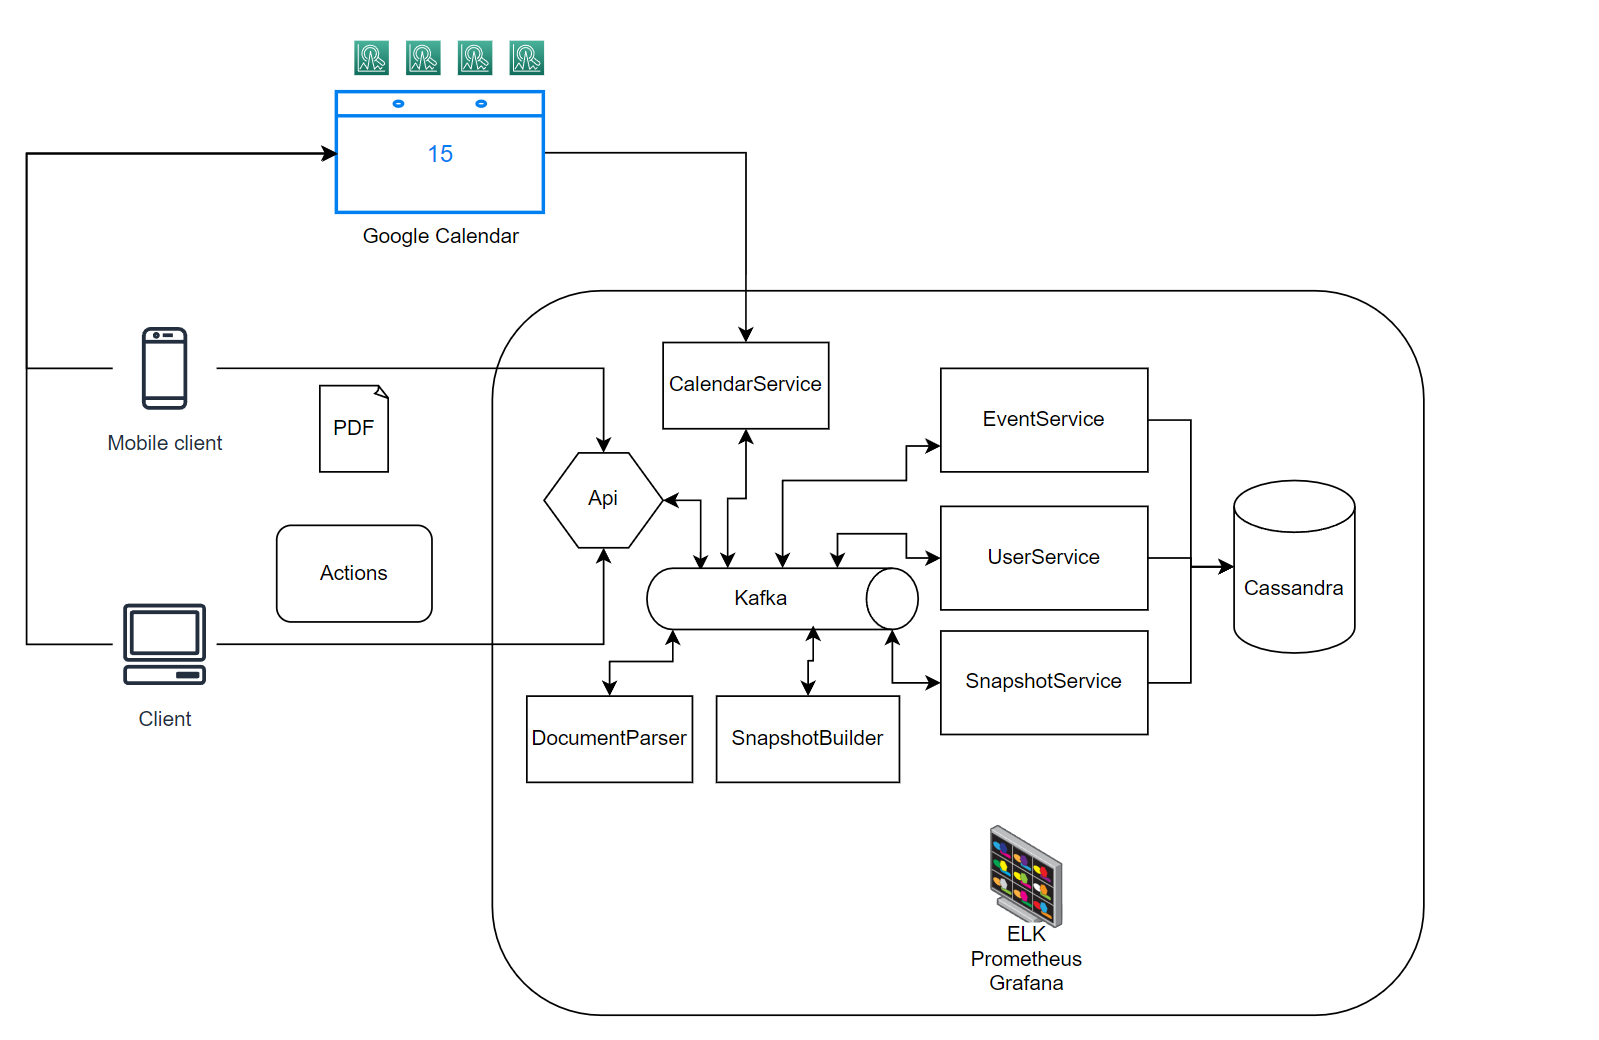 15
Google Calendar
Mobile client
PDF
CalendarService
EventService
Api
Actions
UserService
Kafka
Cassandra
SnapshotService
Client
DocumentParser
SnapshotBuilder
ELK
Prometheus
Grafana